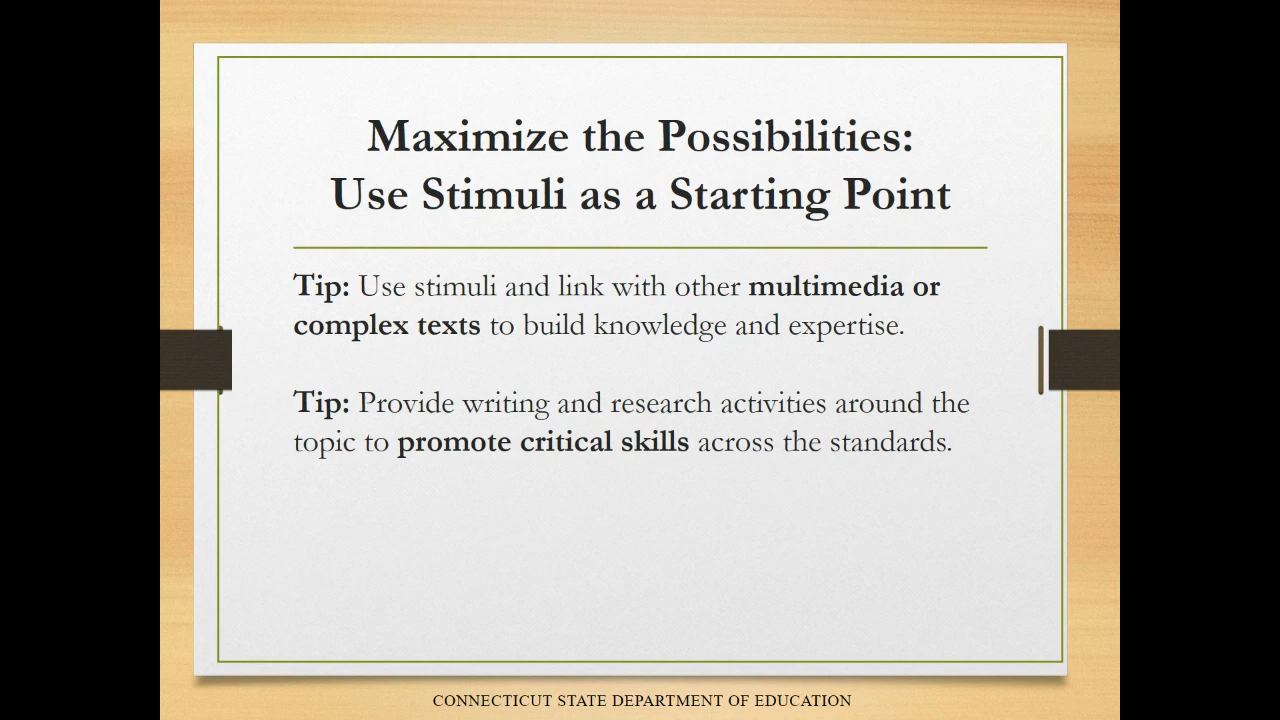 Maximize the Possibilities:
Use Stimuli as a Starting Point
Tip: Use stimuli and link with other multimedia or
complex texts to build knowledge and expertise.
Tip: Provide writing and research activities around the
topic to promote critical skills across the standards.
CONNECTICUT STATE DEPARTMENT OF EDUCATION